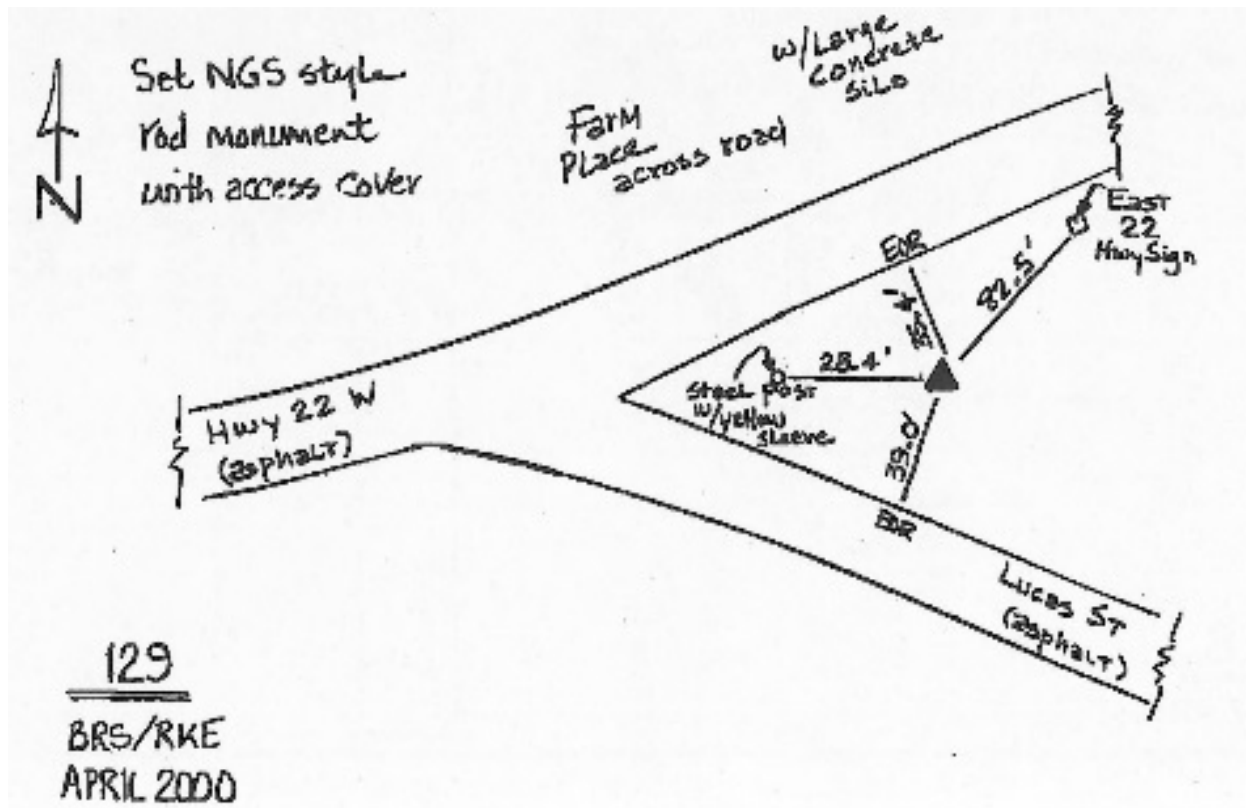 Set NGS style
rod monument
with access cover
N
w/Large
concrete
silo
Farm
Place
across road
East
22
Hwy Sign
EOR
82.5'
35.4'
28.4'
Steel post
w/yellow
sleeve
39.0'
EOR
Hwy 22 W
(asphalt)
Lucas St
(asphalt)
129
BRS/RKE
APRIL 2000